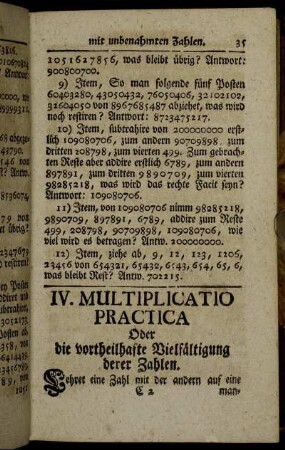 mit unbenahmten Zahlen. 35
1051627856, was bleibt übrig? Antwort:
900800700.
9) Item, So man folgende fünf Posten
60403280, 43050432, 76050406, 32102102,
32604050 von 8967685487 abziehet, was wird
noch restiren? Antwort: 8723475217.
10) Item, subtrahire von 200000000 erst-
lich 109080706, zum andern 90709898. zum
dritten 208798, zum vierten 499. Zum gebrach-
ten Reste aber addire erstlich 6789, zum andern
897891, zum dritten 9890709, zum vierten
98285218, was wird das rechte Facit seyn?
Antwort: 109080706.
11) Item, von 109080706, nimm 98285218,
9890709, 897891, 6789, addire zum Reste
499, 208798, 90709898, 109080706, wie
viel wird es betragen? Antw. 200000000.
12) Item, ziehe ab, 9, 12, 123, 1206,
23456 von 654321, 65432, 6543, 654, 65, 6,
was bleibt Rest? Antw. 702215.
IV. MULTIPLICATIO
PRACTICA
Oder
die vortheilhafte Vielfältigung
derer Zahlen.
Lehret eine Zahl mit der andern auf eine
C 2 man-